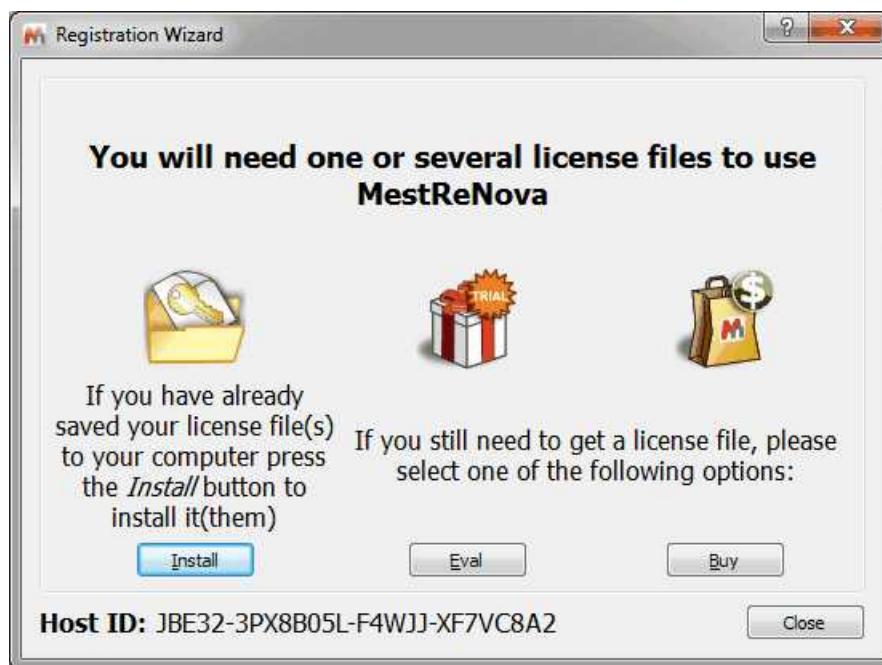 Registration Wizard
You will need one or several license files to use
MestReNova
TRIAL
If you have already
saved your license file(s)
to your computer press
the Install button to
install it(them)
If you still need to get a license file, please
select one of the following options:
Install
Eval
Buy
Host ID: JBE32-3PX8B05L-F4WJJ-XF7VC8A2
Close